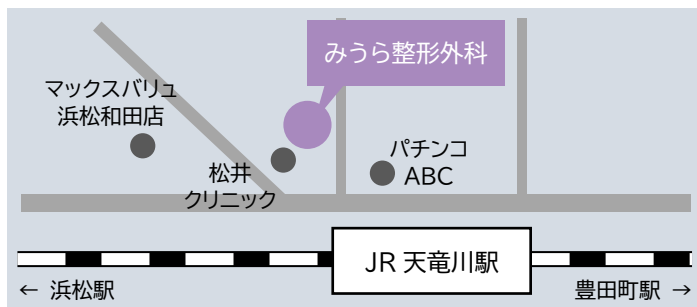 みうら整形外科
マックスバリュ
浜松和田店
パチンコ
ABC
松井
クリニック
JR 天竜川駅
← 浜松駅
豊田町駅 →